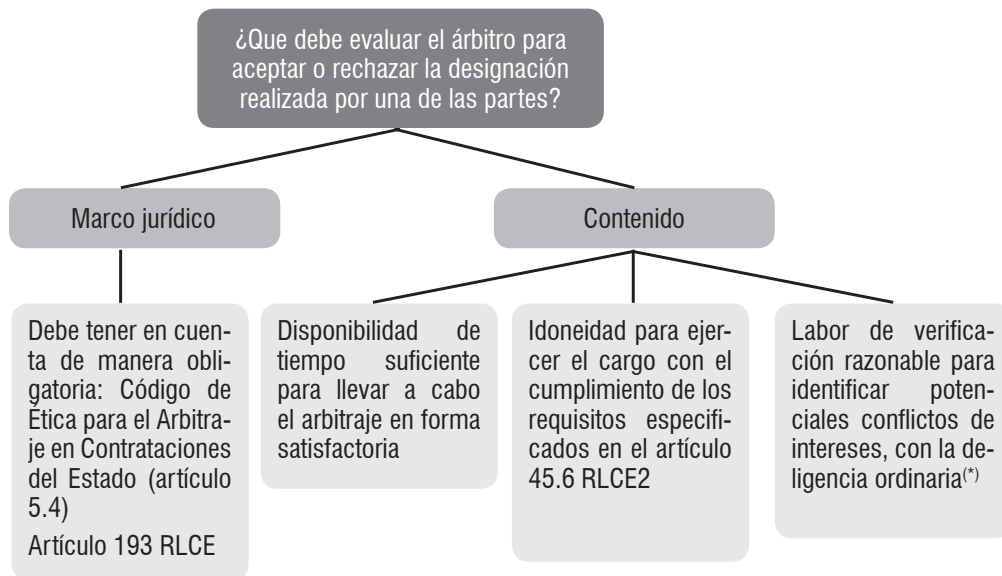 ¿Que debe evaluar el árbitro para
aceptar o rechazar la designación
realizada por una de las partes?
Marco jurídico
Contenido
Debe tener en cuen-
ta de manera obli-
gatoria: Código de
Ética para el Arbitra-
je en Contrataciones
del Estado (artículo
5.4)
Artículo 193 RLCE
Disponibilidad de
tiempo suficiente
para llevar a cabo
el arbitraje en forma
satisfactoria
Idoneidad para ejer-
cer el cargo con el
cumplimiento de los
requisitos especifi-
cados en el artículo
45.6 RLCE2
Labor de verifica-
ción razonable para
identificar poten-
ciales conflictos de
intereses, con la de-
ligencia ordinaria(*)